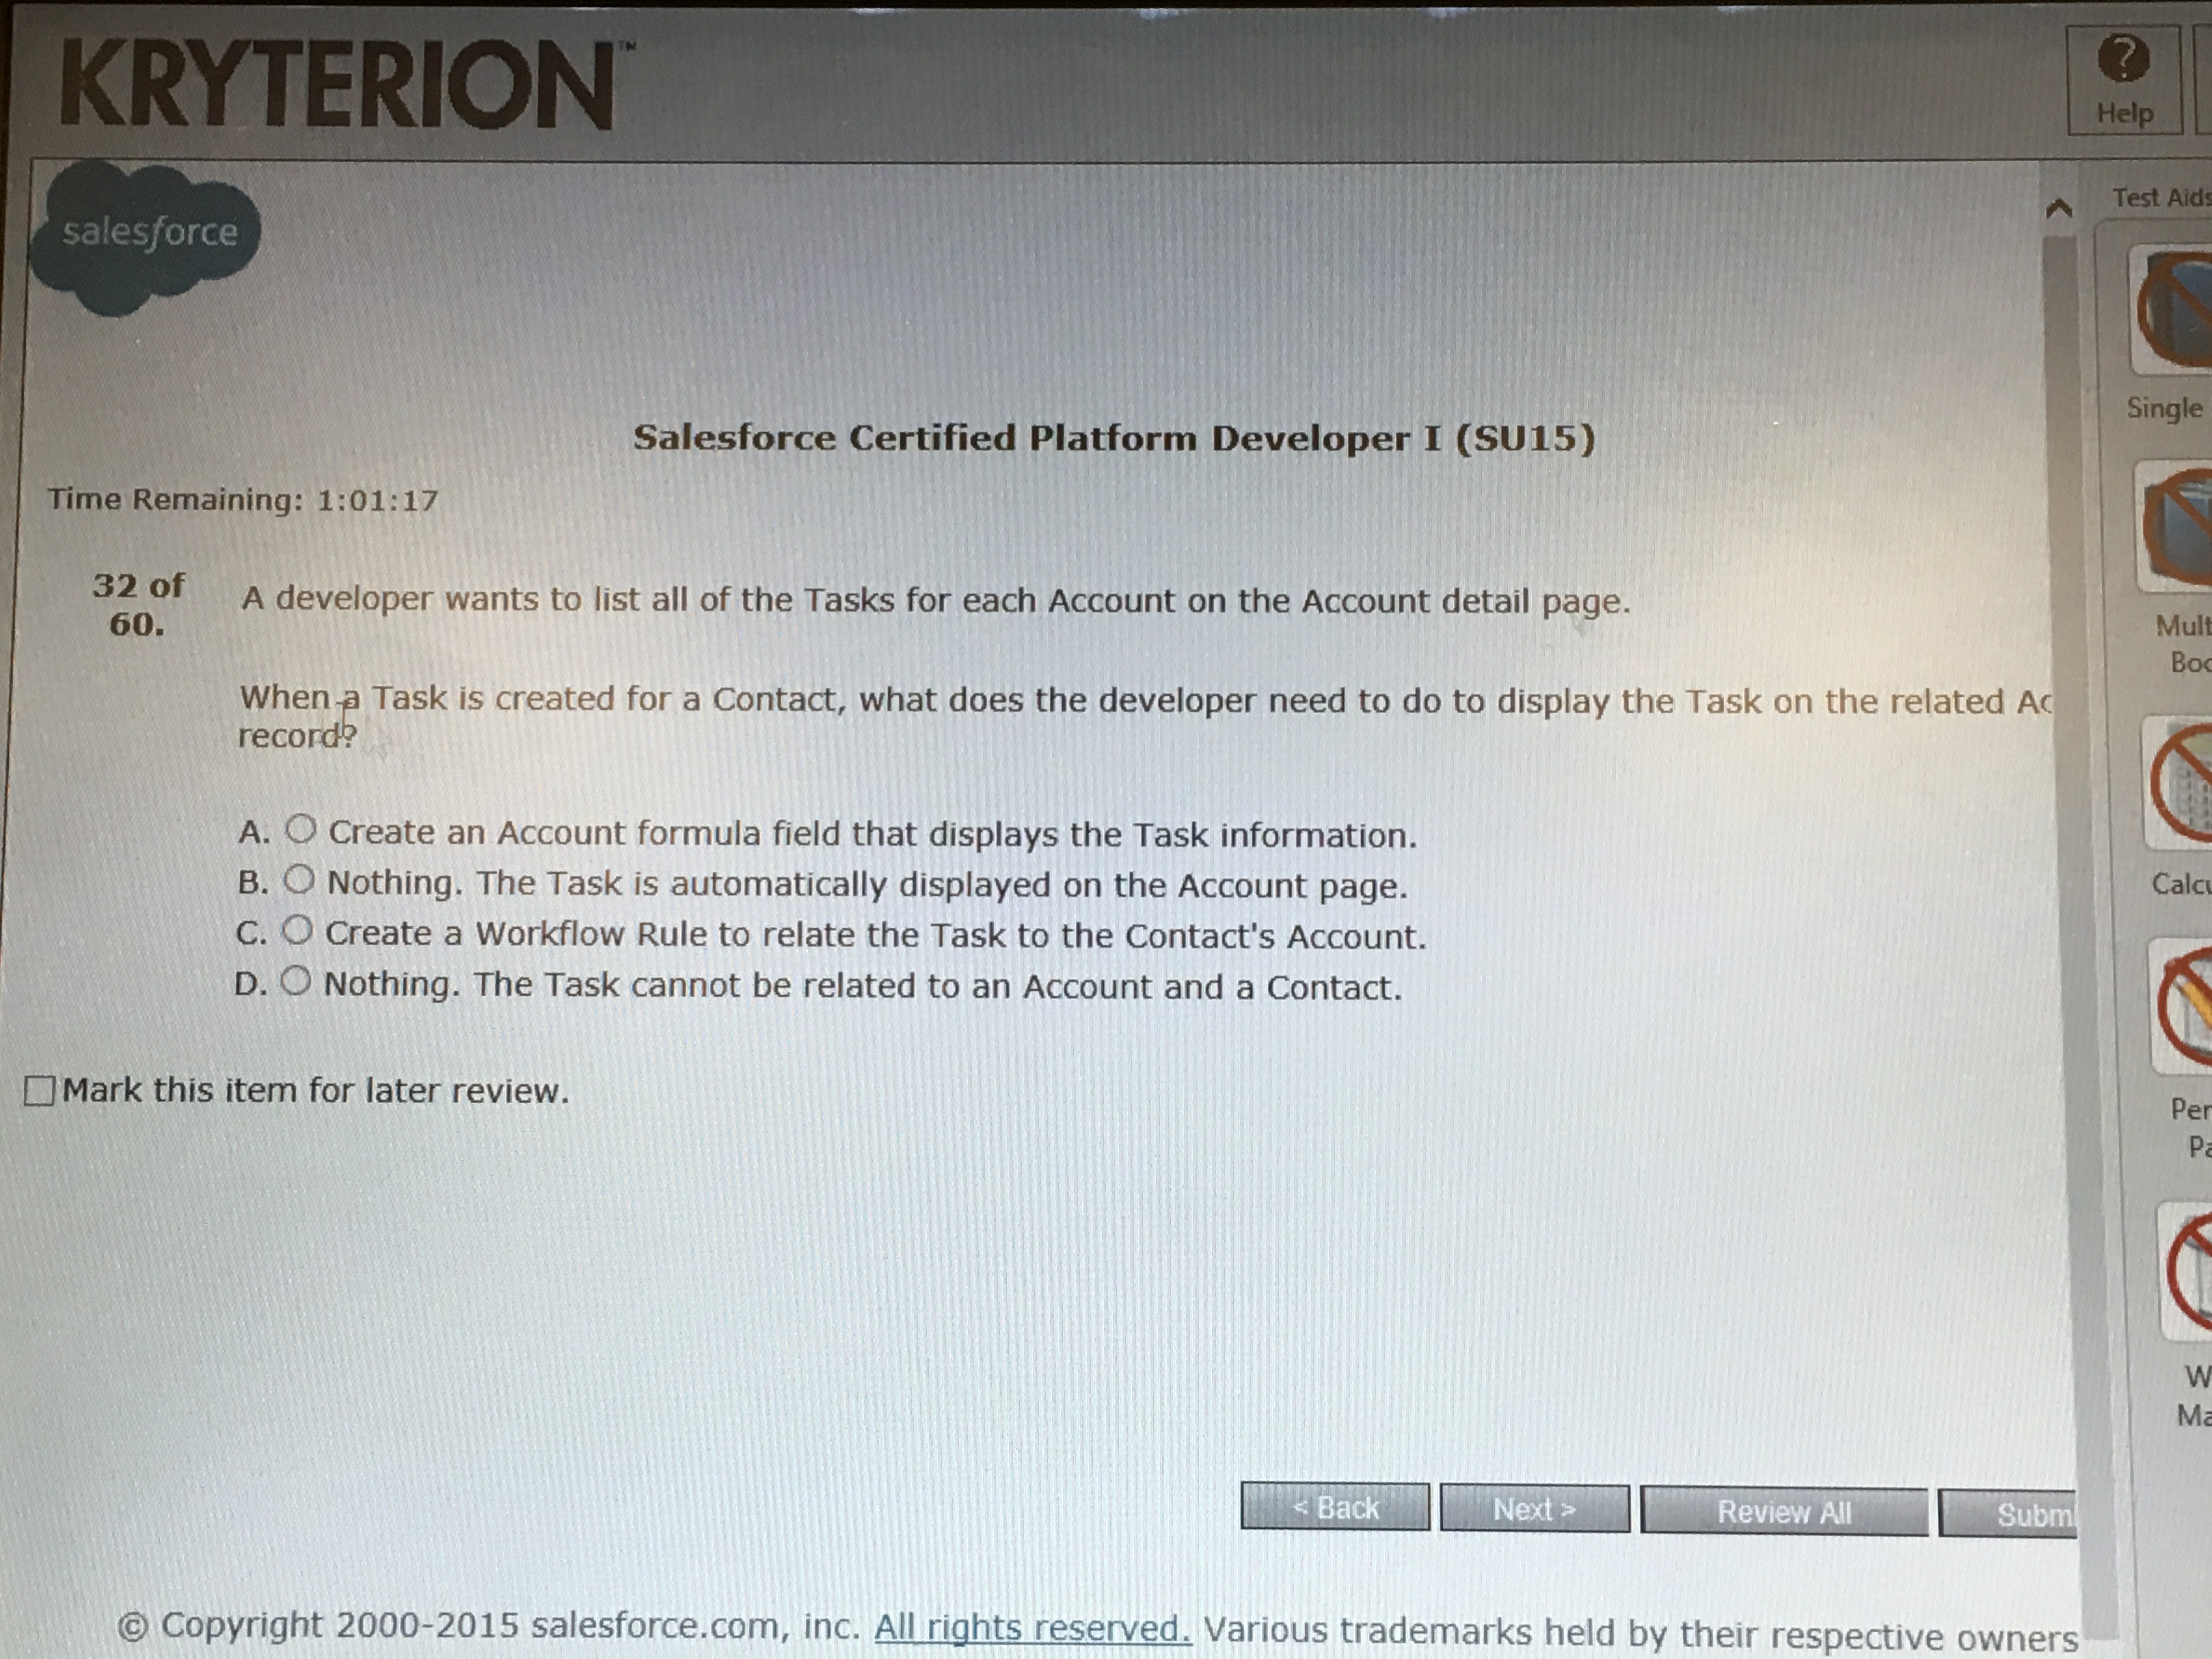 KRYTERION™
Help
salesforce
Test Aids
Salesforce Certified Platform Developer I (SU15)
Time Remaining: 1:01:17
Single
32 of
60.
A developer wants to list all of the Tasks for each Account on the Account detail page.
When a Task is created for a Contact, what does the developer need to do to display the Task on the related Ac
record?
A. Create an Account formula field that displays the Task information.
B. Nothing. The Task is automatically displayed on the Account page.
C. Create a Workflow Rule to relate the Task to the Contact's Account.
D. Nothing. The Task cannot be related to an Account and a Contact.
Mark this item for later review.
Mult
Boo
Calcu
Per
Pa
W
Ma
< Back
Next >
Review All
Subm
© Copyright 2000-2015 salesforce.com, inc. All rights reserved. Various trademarks held by their respective owners